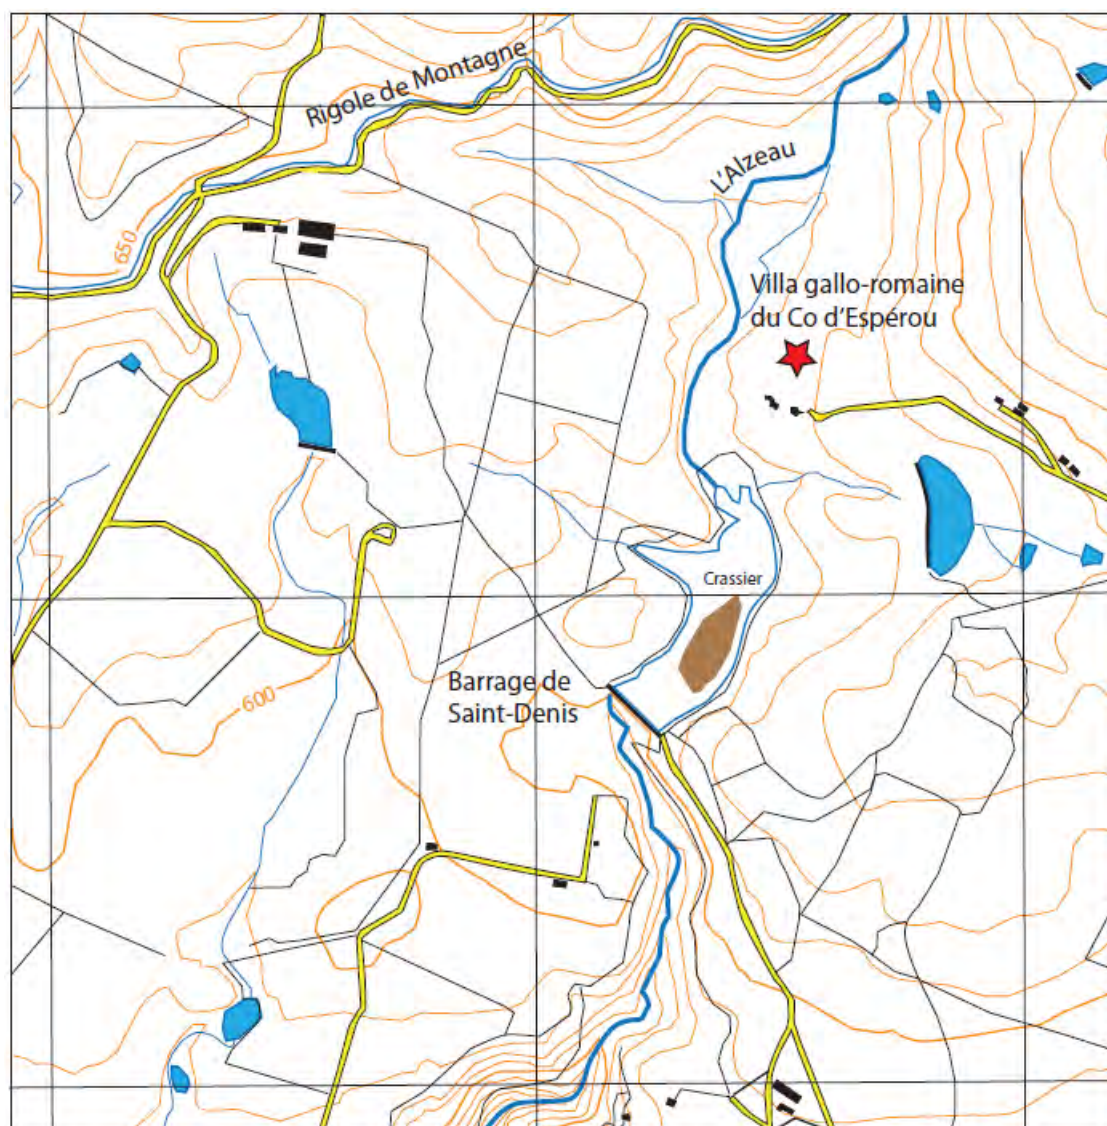 Rigole de Montagne
L'Alzeau
650
Villa gallo-romaine
du Co d'Espérou
Crassier
Barrage de
Saint-Denis
600